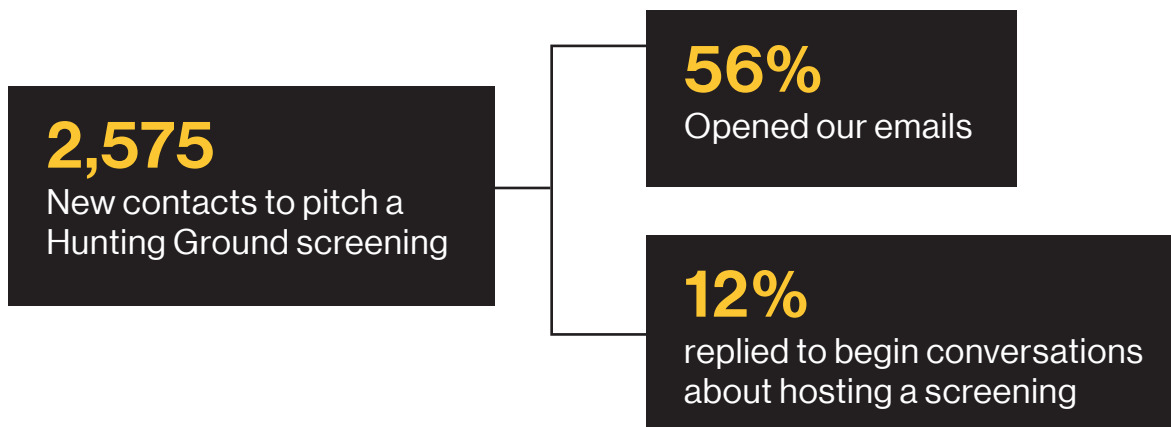 2,575
New contacts to pitch a
Hunting Ground screening
56%
Opened our emails
12%
replied to begin conversations
about hosting a screening